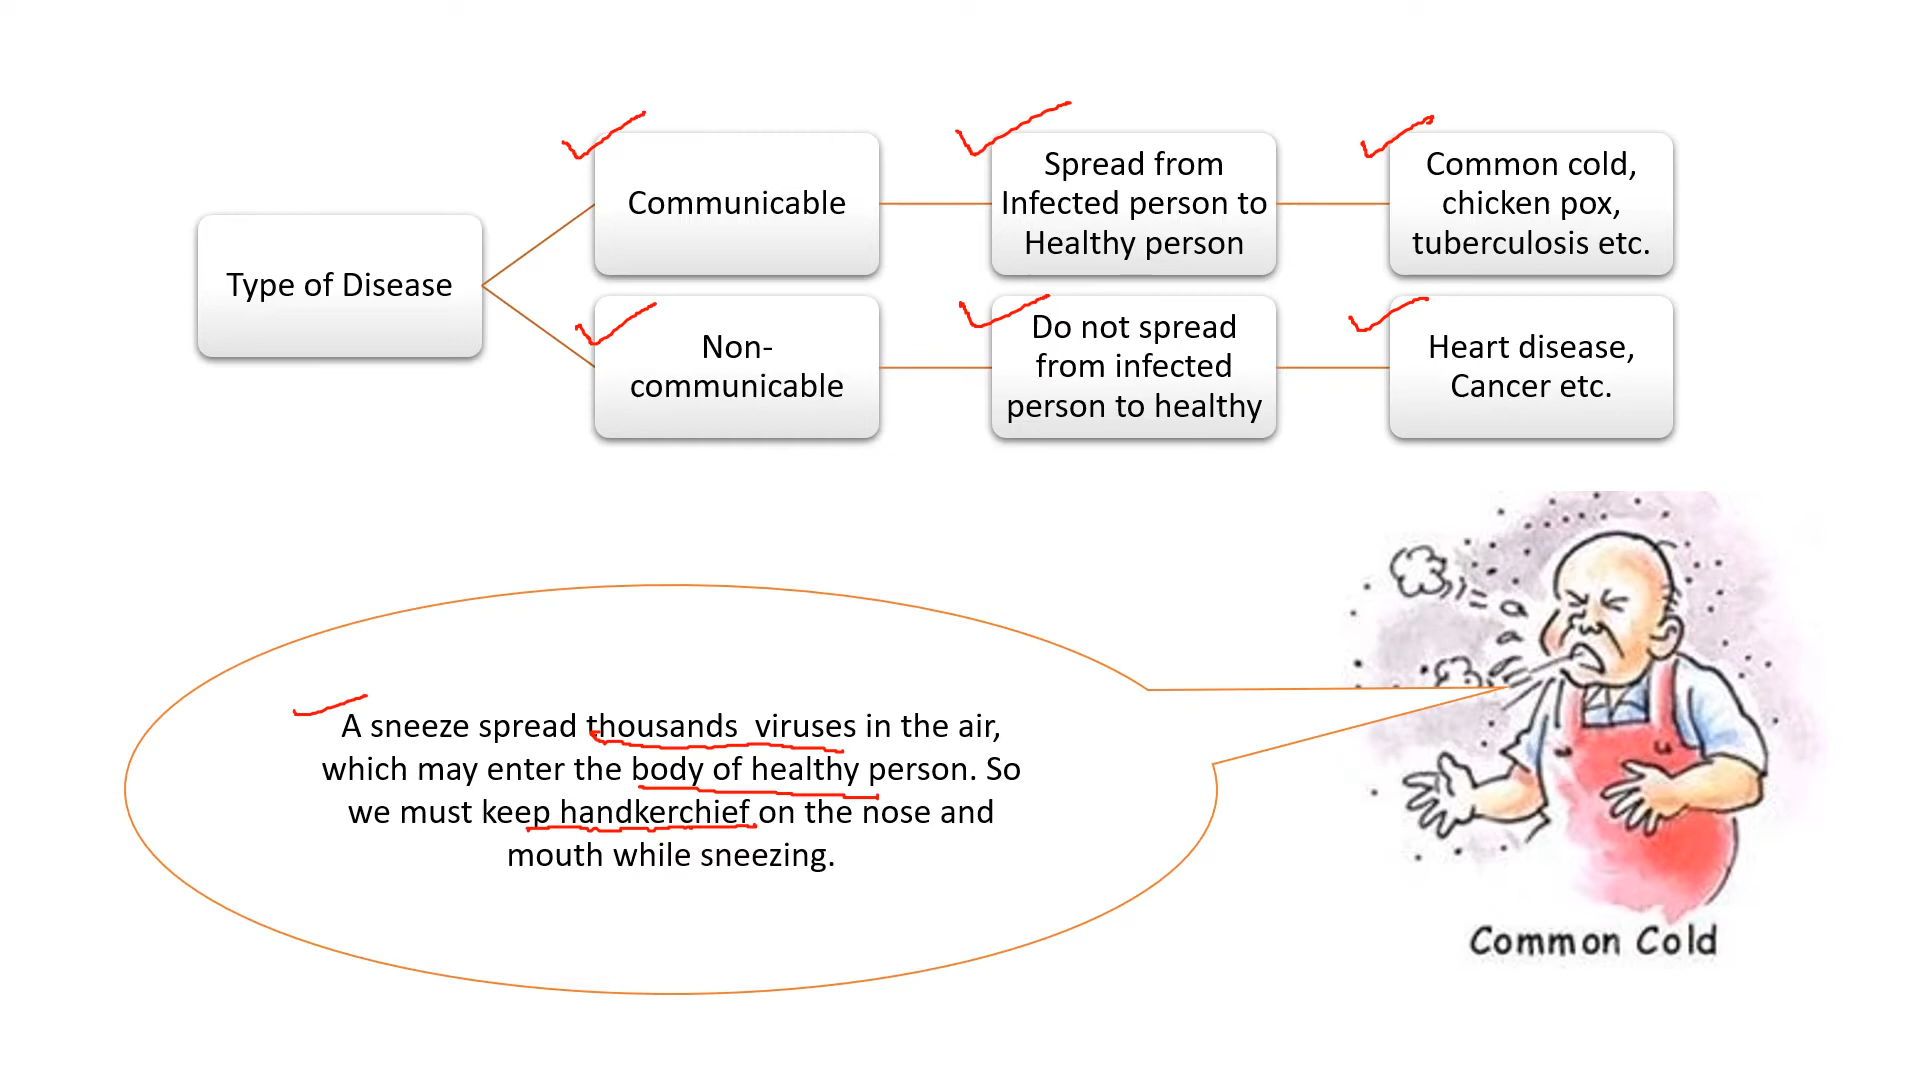 Type of Disease
Communicable
Spread from
Infected person to
Healthy person
Common cold,
chicken pox,
tuberculosis etc.
Non-
communicable
Do not spread
from infected
person to healthy
Heart disease,
Cancer etc.
A sneeze spread thousands  viruses in the air,
which may enter the body of healthy person. So
we must keep handkerchief on the nose and
mouth while sneezing.
Common Cold